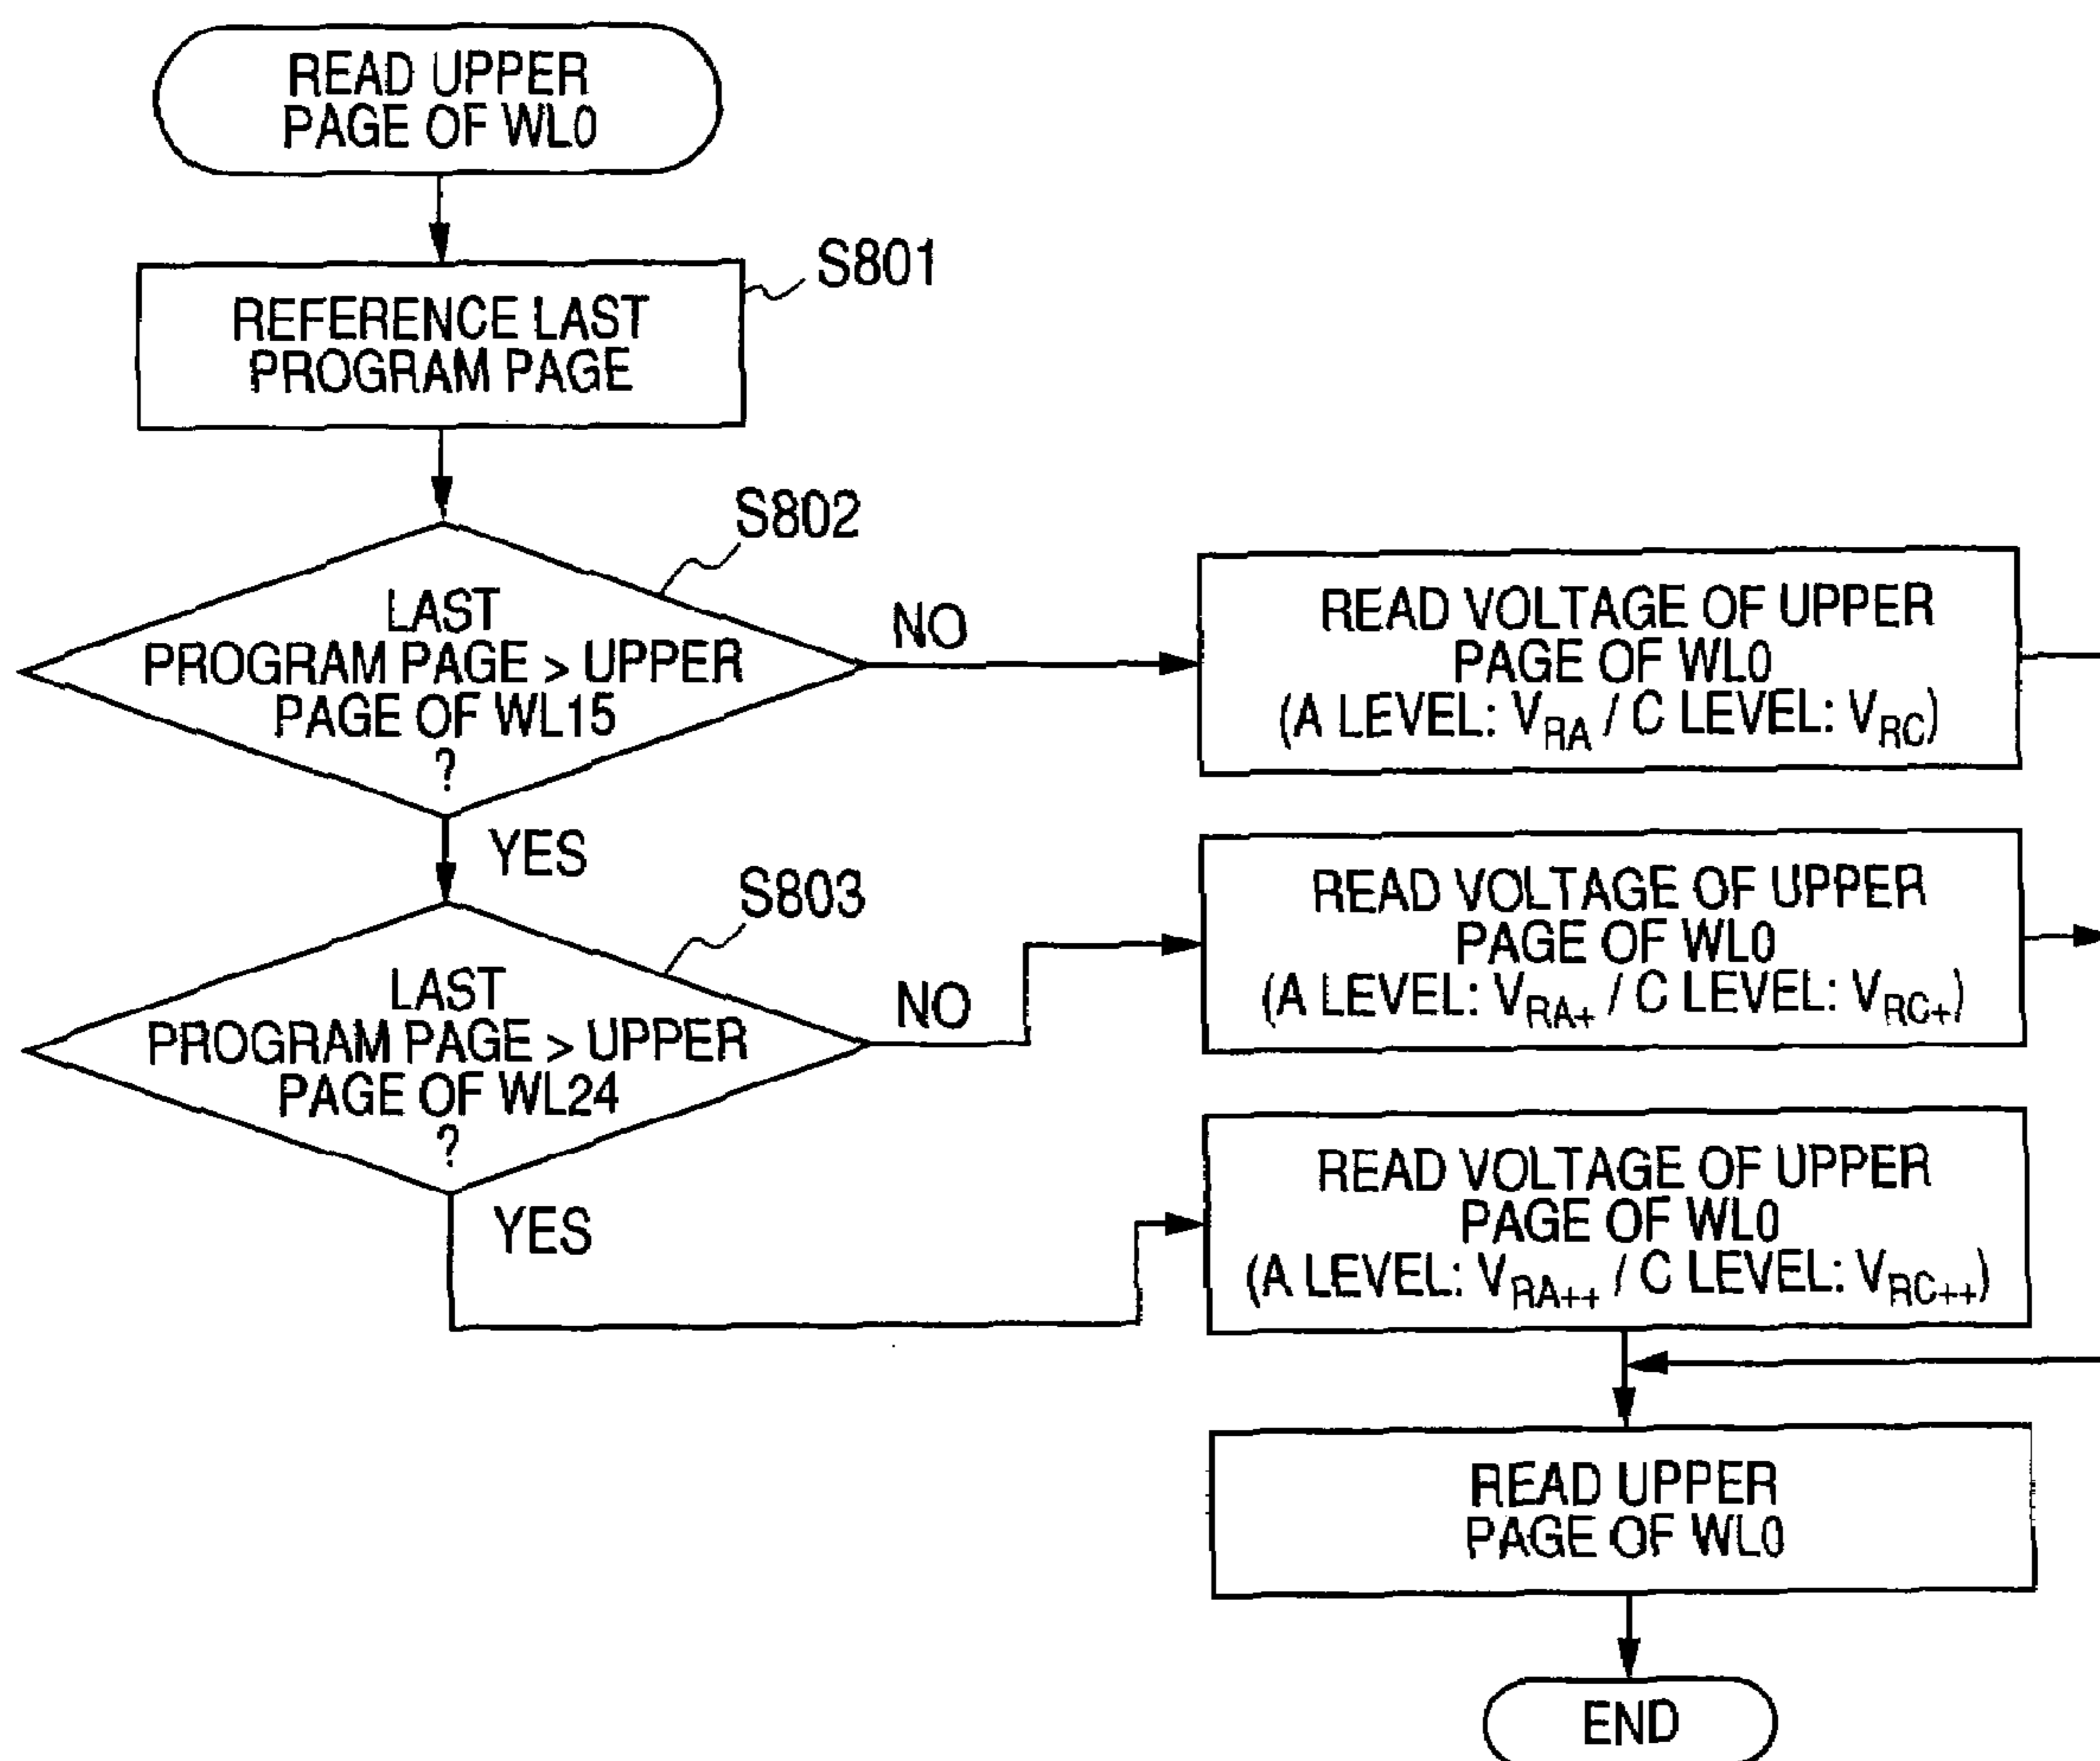 READ UPPER
PAGE OF WL0
S801
REFERENCE LAST
PROGRAM PAGE
S802
LAST
PROGRAM PAGE > UPPER
PAGE OF WL15
?
NO
READ VOLTAGE OF UPPER
PAGE OF WL0
(A LEVEL: VRA / C LEVEL: VRC)
YES
S803
LAST
PROGRAM PAGE > UPPER
PAGE OF WL24
?
NO
READ VOLTAGE OF UPPER
PAGE OF WL0
(A LEVEL: VRA+ / C LEVEL: VRC+)
YES
READ VOLTAGE OF UPPER
PAGE OF WL0
(A LEVEL: VRA++ / C LEVEL: VRC++)
READ UPPER
PAGE OF WL0
END